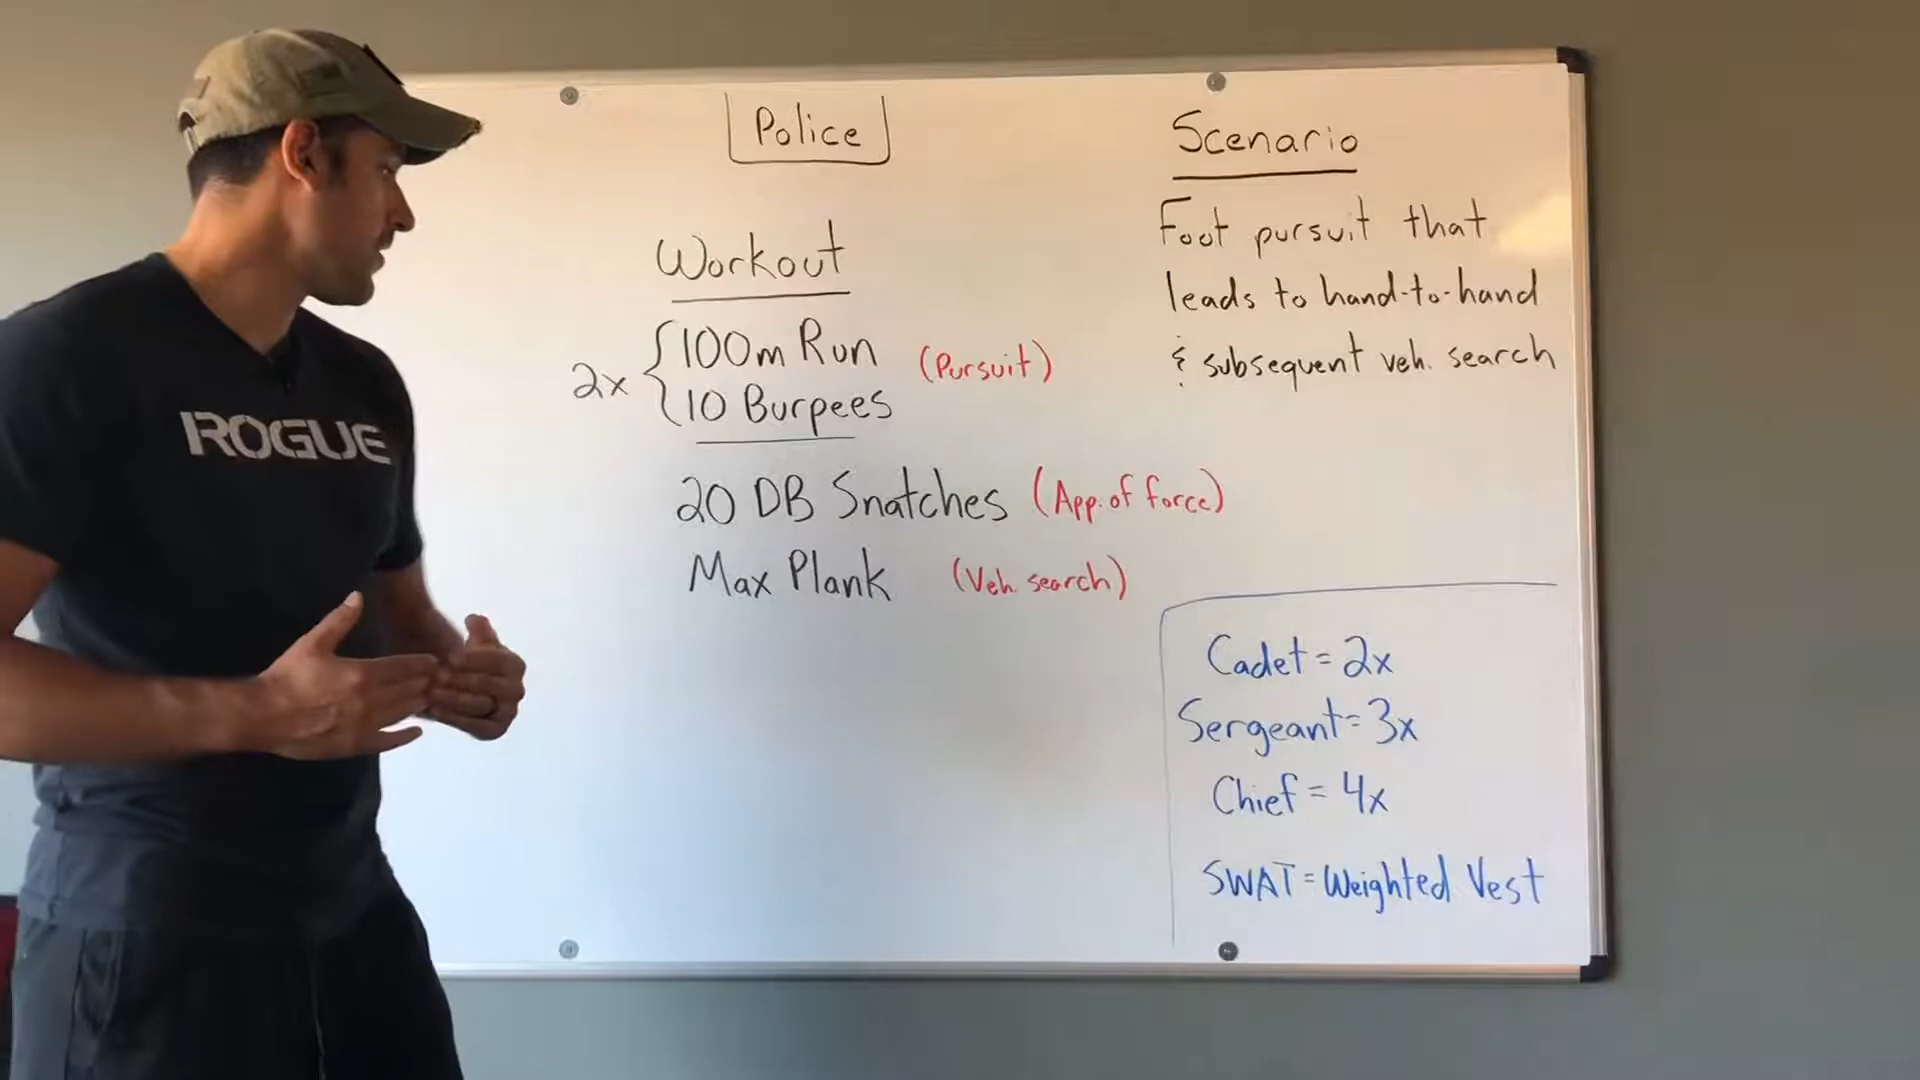 ROGUE
Police
Workout
2x { 100m Run
10 Burpees
(Pursuit)
20 DB Snatches (App. of force)
Max Plank (Veh. search)
Scenario
Foot pursuit that
leads to hand-to-hand
& subsequent veh. search
Cadet = 2x
Sergeant = 3x
Chief = 4x
SWAT = Weighted Vest